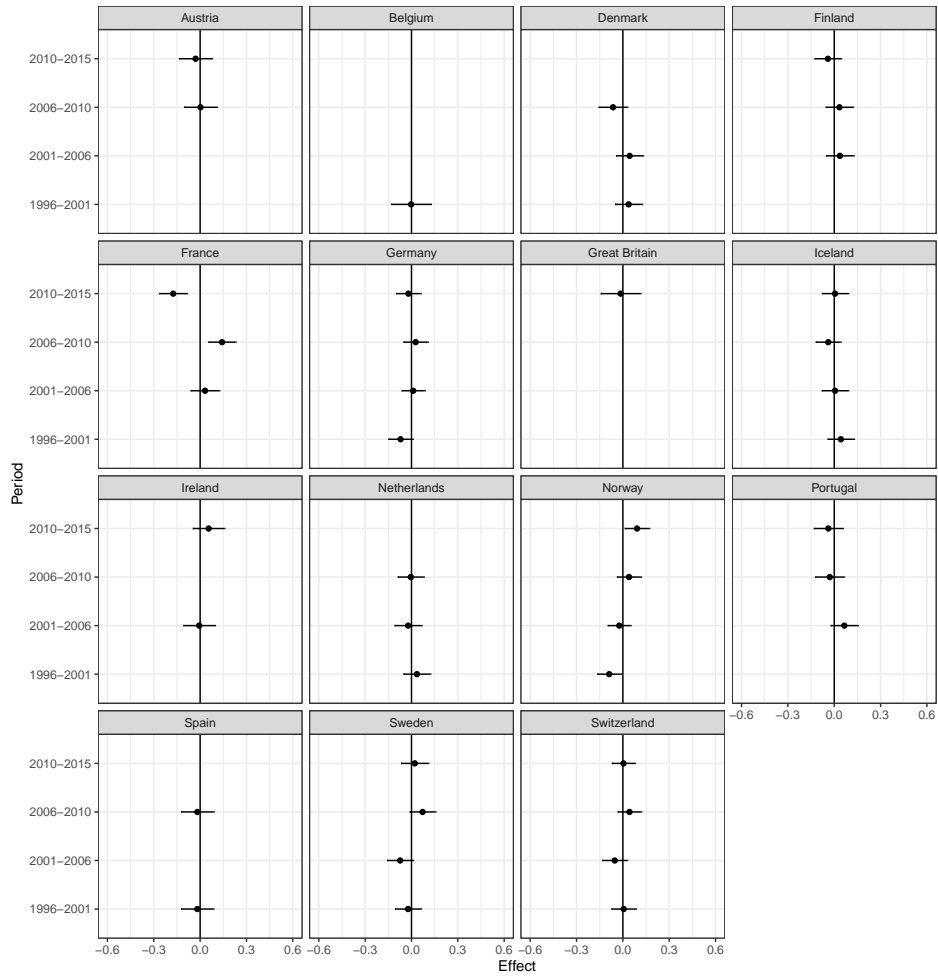 Austria Belgium Denmark Finland
2010−2015
2006−2010
2001−2006
1996−2001
France Germany Great Britain Iceland
2010−2015
2006−2010
2001−2006
1996−2001
Ireland Netherlands Norway Portugal
2010−2015
2006−2010
2001−2006
1996−2001
−0.6 −0.3 0.0 0.3 0.6
Spain Sweden Switzerland
2010−2015
2006−2010
2001−2006
1996−2001
−0.6 −0.3 0.0 0.3 0.6 −0.6 −0.3 0.0 0.3 0.6 −0.6 −0.3 0.0 0.3 0.6
Effect
Period